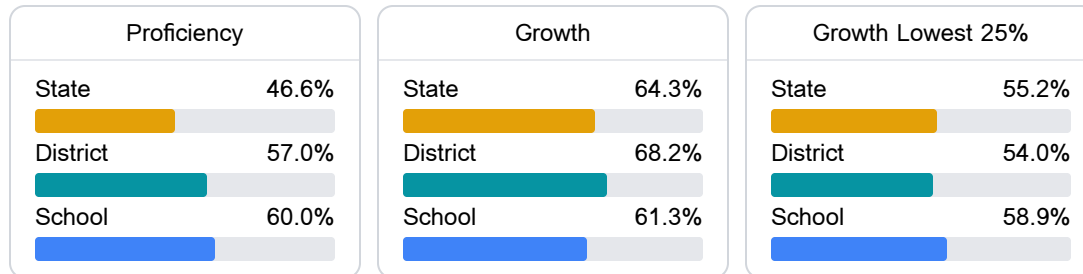 Proficiency
State 46.6%
District 57.0%
School 60.0%
Growth
State 64.3%
District 68.2%
School 61.3%
Growth Lowest 25%
State 55.2%
District 54.0%
School 58.9%